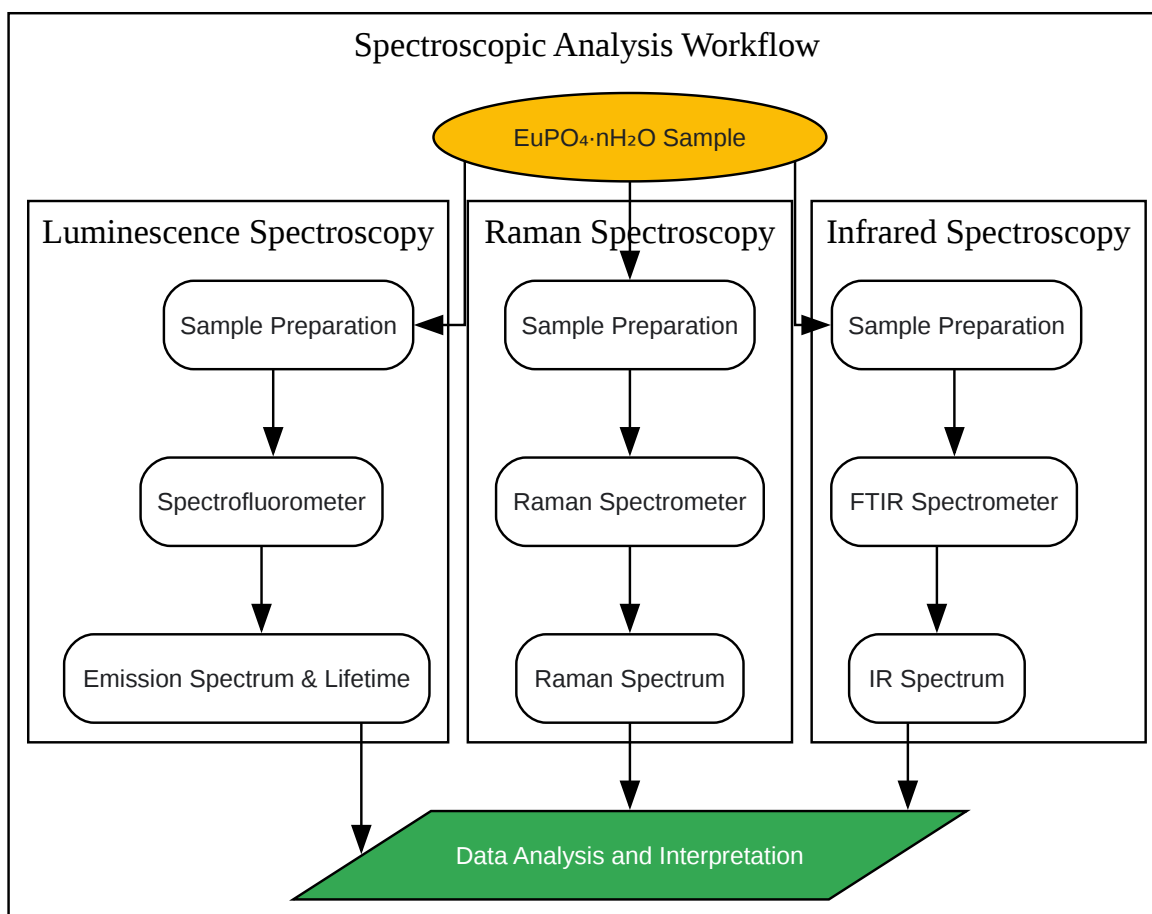 Spectroscopic Analysis Workflow
EuPO₄·nH₂O Sample
Luminescence Spectroscopy
Raman Spectroscopy
Infrared Spectroscopy
Sample Preparation
Sample Preparation
Sample Preparation
Spectrofluorometer
Raman Spectrometer
FTIR Spectrometer
Emission Spectrum & Lifetime
Raman Spectrum
IR Spectrum
Data Analysis and Interpretation